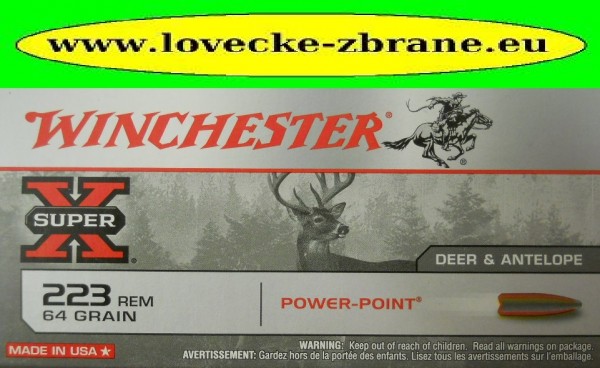 www.lovecke-zbrane.eu
WINCHESTER®
SUPER
X®
DEER & ANTELOPE
223 REM
64 GRAIN
POWER-POINT®
MADE IN USA ★
WARNING: Keep out of reach of children. Read all warnings on package.
AVERTISSEMENT: Gardez hors de la portée des enfants. Lisez tous les avertissements sur l'emballage.